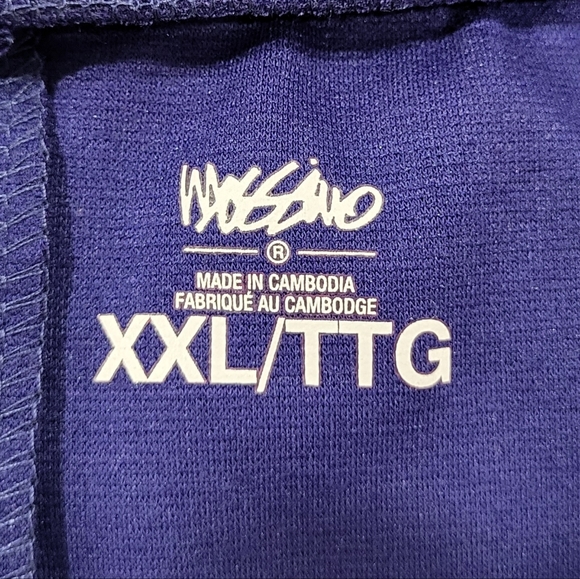 Mossimo
®
MADE IN CAMBODIA
FABRIQUÉ AU CAMBODGE
XXL/TTG